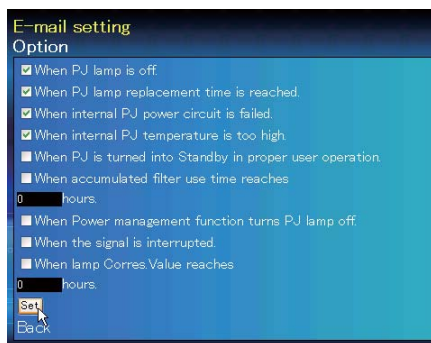 E-mail setting
Option
When PJ lamp is off.
When PJ lamp replacement time is reached.
When internal PJ power circuit is failed.
When internal PJ temperature is too high.
When PJ is turned into Standby in proper user operation.
When accumulated filter use time reaches
0 hours.
When Power management function turns PJ lamp off.
When the signal is interrupted.
When lamp Corres.Value reaches
0 hours.
Set
Back